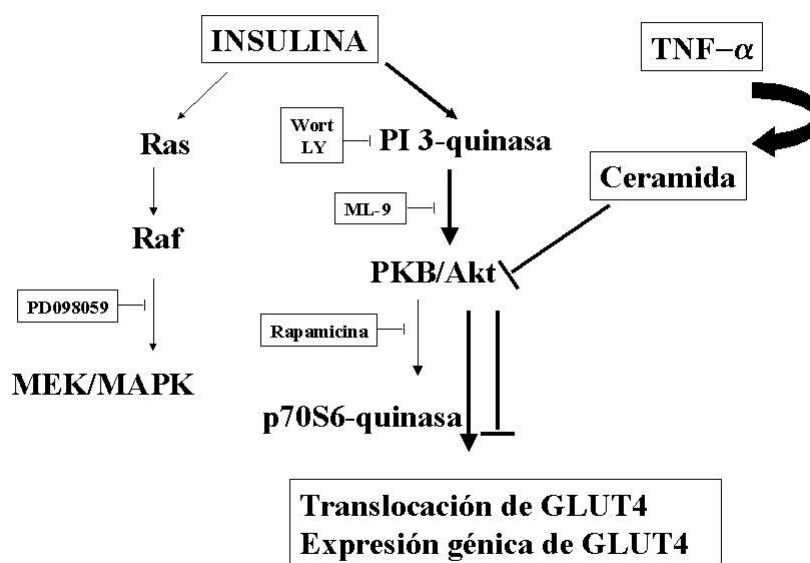 INSULINA
TNF-α
Wort
LY
PI 3-quinasa
Ras
Ceramida
ML-9
Raf
PKB/Akt
PD098059
Rapamicina
MEK/MAPK
p70S6-quinasa
Translocación de GLUT4
Expresión génica de GLUT4